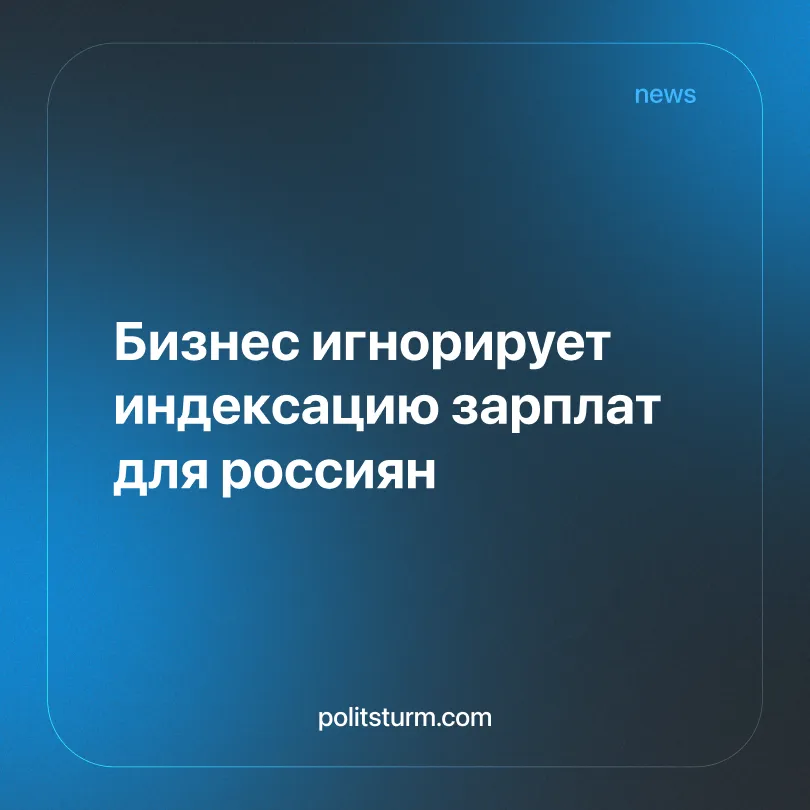 news
Бизнес игнорирует
индексацию зарплат
для россиян
politsturm.com